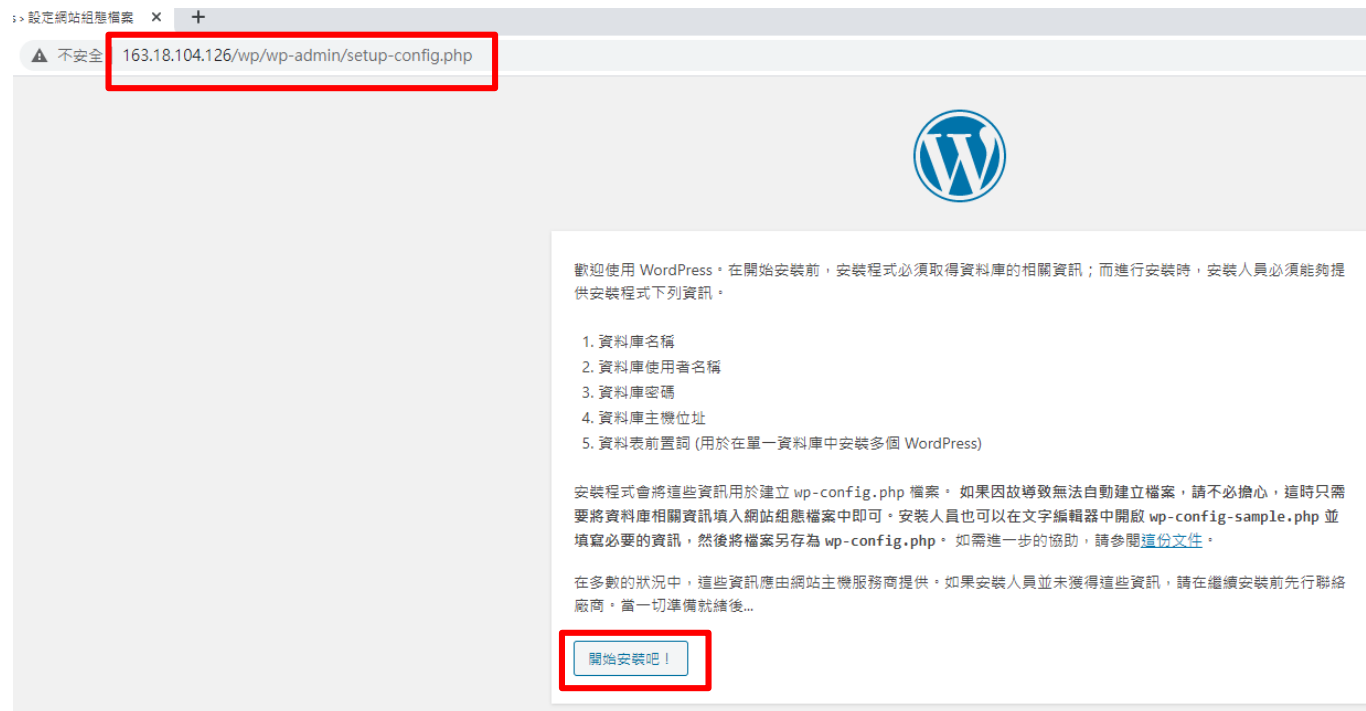 s › 設定網站組態檔案 × +
不安全 163.18.104.126/wp/wp-admin/setup-config.php
歡迎使用 WordPress。在開始安裝前，安裝程式必須取得資料庫的相關資訊；而進行安裝時，安裝人員必須能夠提
供安裝程式下列資訊。
1. 資料庫名稱
2. 資料庫使用者名稱
3. 資料庫密碼
4. 資料庫主機位址
5. 資料表前置詞 (用於在單一資料庫中安裝多個 WordPress)
安裝程式會將這些資訊用於建立 wp-config.php 檔案。 如果因故導致無法自動建立檔案，請不必擔心，這時只需
要將資料庫相關資訊填入網站組態檔案中即可。安裝人員也可以在文字編輯器中開啟 wp-config-sample.php 並
填寫必要的資訊，然後將檔案另存為 wp-config.php。 如需進一步的協助，請參閱這份文件。
在多數的狀況中，這些資訊應由網站主機服務商提供。如果安裝人員並未獲得這些資訊，請在繼續安裝前先行聯絡
廠商。當一切準備就緒後...
開始安裝吧！